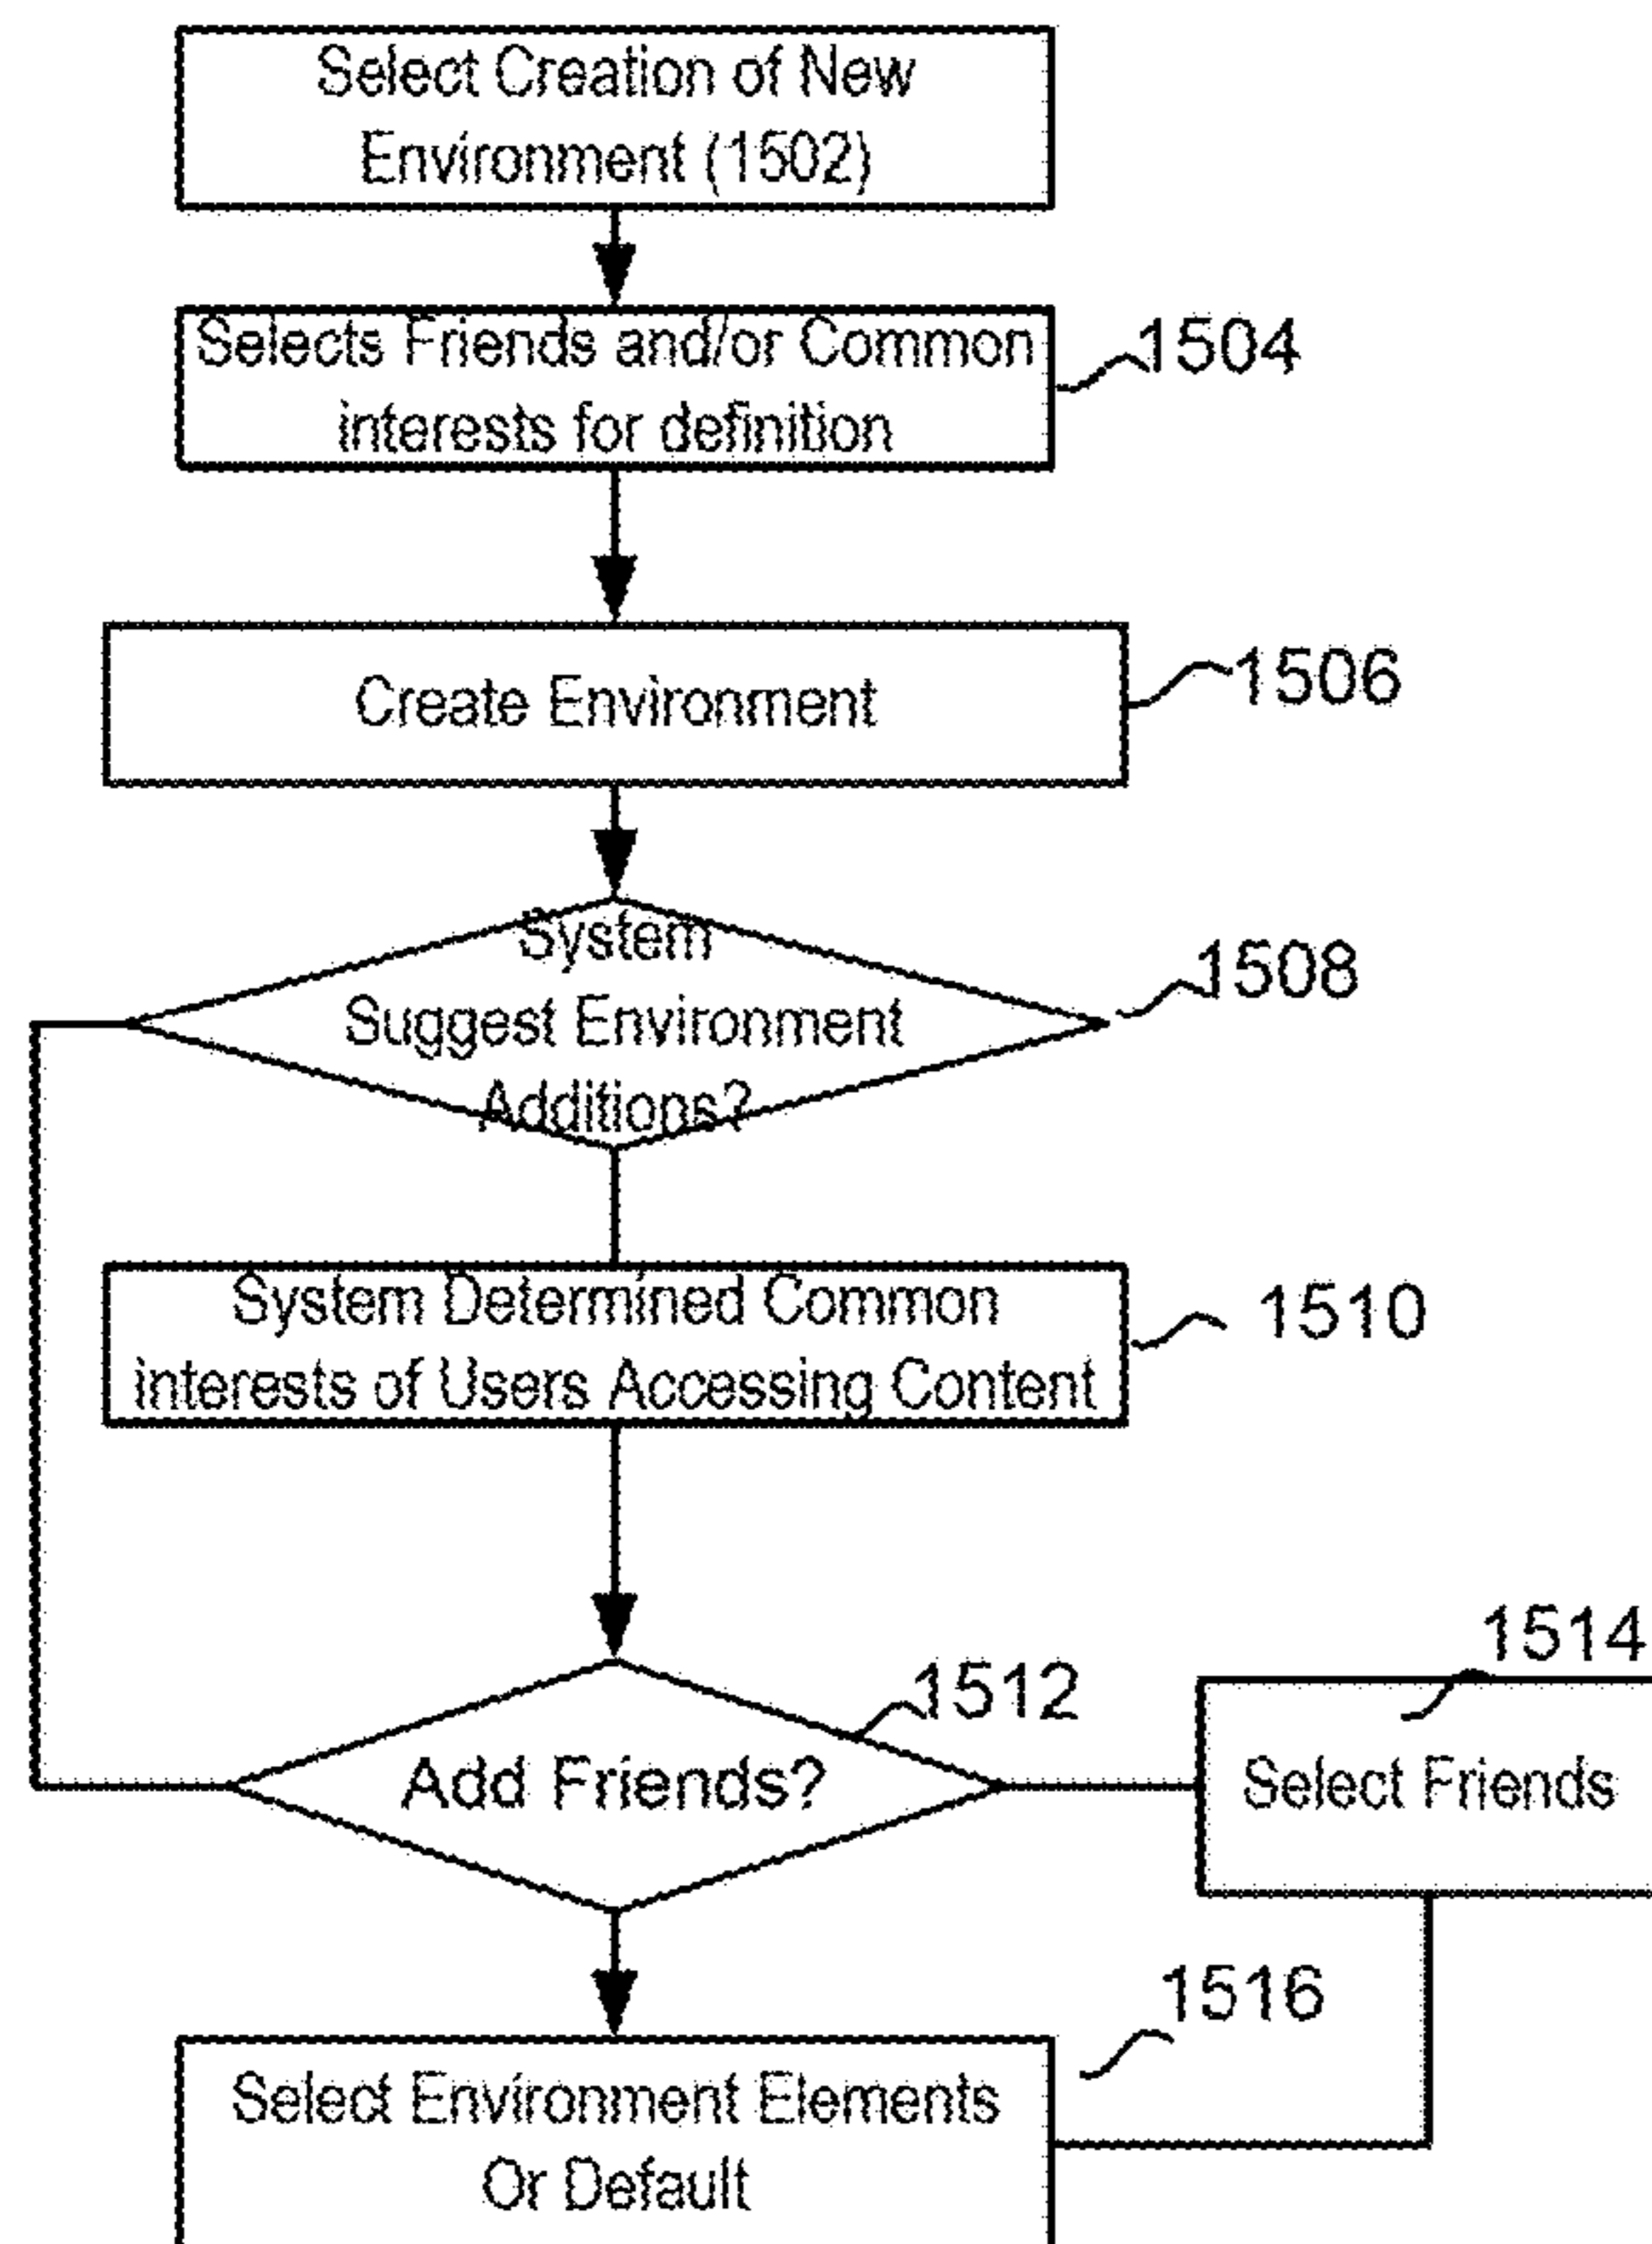 Select Creation of New
Environment (1502)
Selects Friends and/or Common
interests for definition
1504
Create Environment
1506
System
Suggest Environment
Additions?
1508
System Determined Common
interests of Users Accessing Content
1510
1514
1512
Add Friends?
Select Friends
1516
Select Environment Elements
Or Default